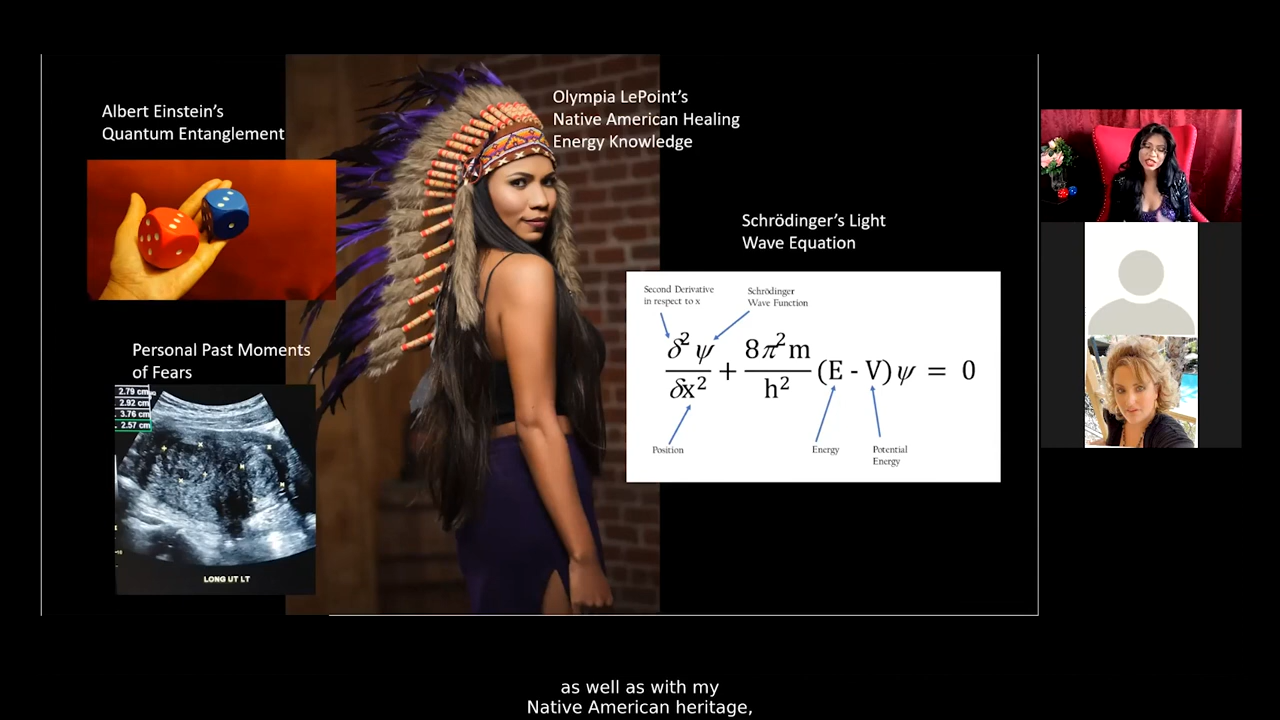 Albert Einstein's
Quantum Entanglement
Olympia LePoint's
Native American Healing
Energy Knowledge
Schrödinger's Light
Wave Equation
Second Derivative
in respect to x
Schrödinger
Wave Function
δ² ψ
δx²
+
8π²m
h²
(E - V) ψ = 0
Position
Energy
Potential
Energy
Personal Past Moments
of Fears
2.79 cm
2.92 cm
3.76 cm
2.57 cm
LONG UT LT
as well as with my
Native American heritage,